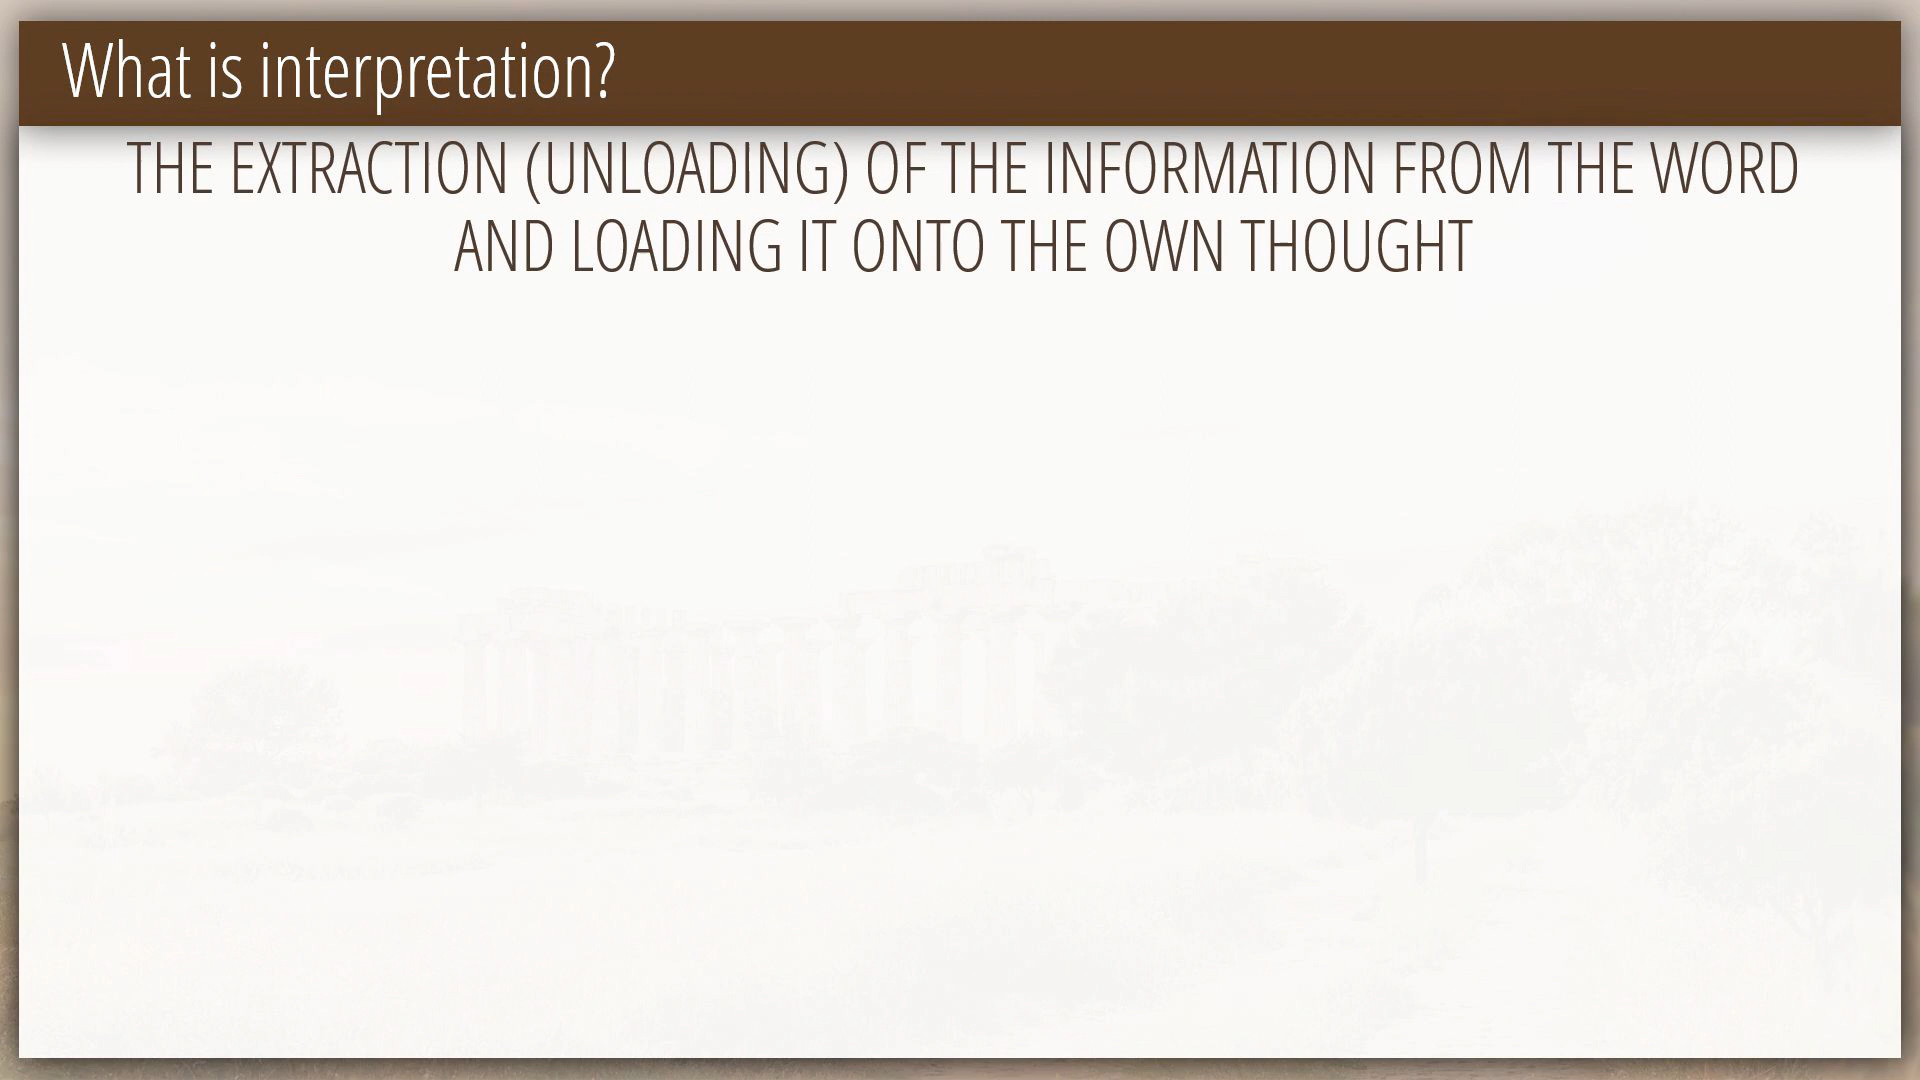 What is interpretation?
THE EXTRACTION (UNLOADING) OF THE INFORMATION FROM THE WORD
AND LOADING IT ONTO THE OWN THOUGHT